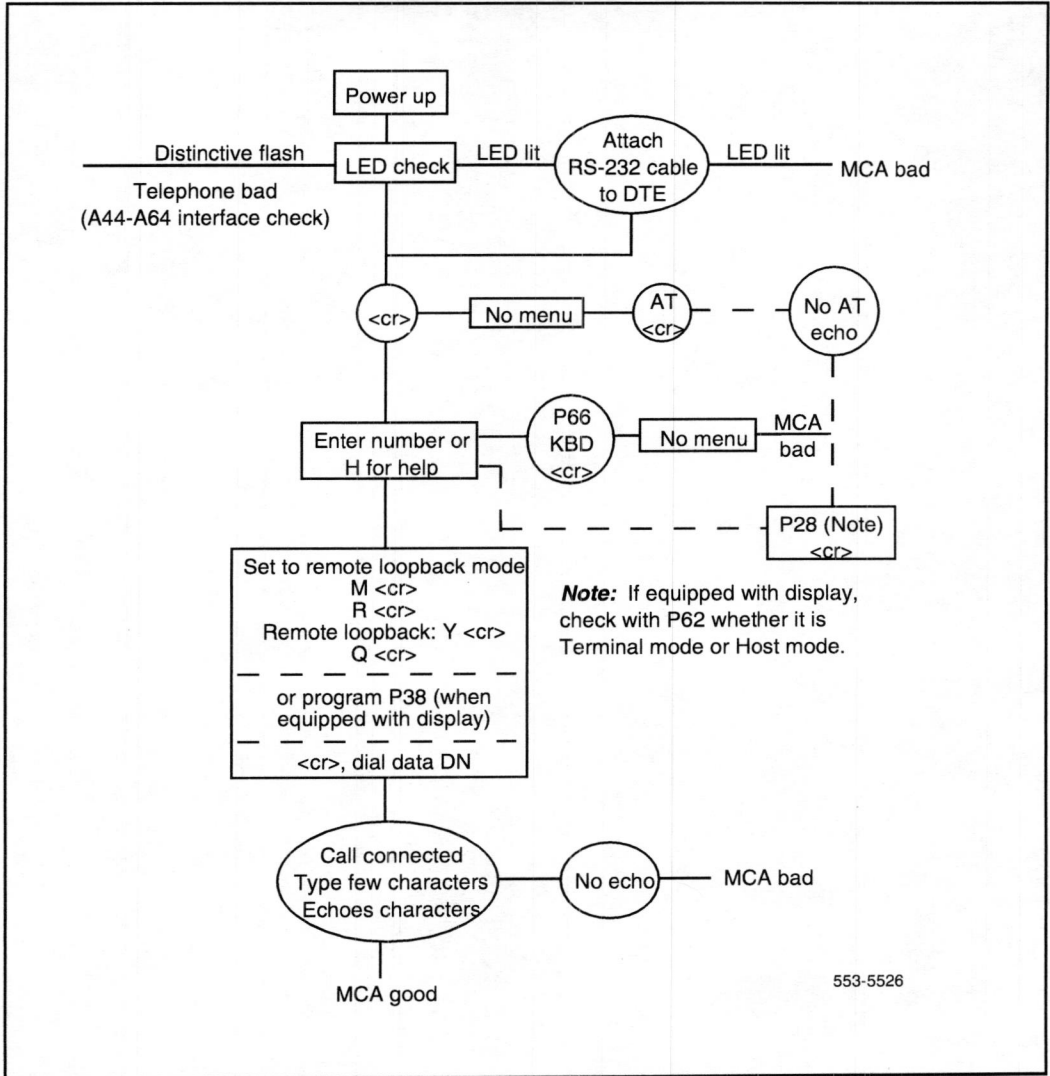 Power up
Distinctive flash
LED check
LED lit
Attach
RS-232 cable
to DTE
LED lit
MCA bad
Telephone bad
(A44-A64 interface check)
<cr>
No menu
AT
<cr>
No AT
echo
Enter number or
H for help
P66
KBD
<cr>
No menu
MCA
bad
P28 (Note)
<cr>
Set to remote loopback mode
M <cr>
R <cr>
Remote loopback: Y <cr>
Q <cr>
or program P38 (when
equipped with display)
<cr>, dial data DN
Note: If equipped with display,
check with P62 whether it is
Terminal mode or Host mode.
Call connected
Type few characters
Echoes characters
No echo
MCA bad
MCA good
553-5526